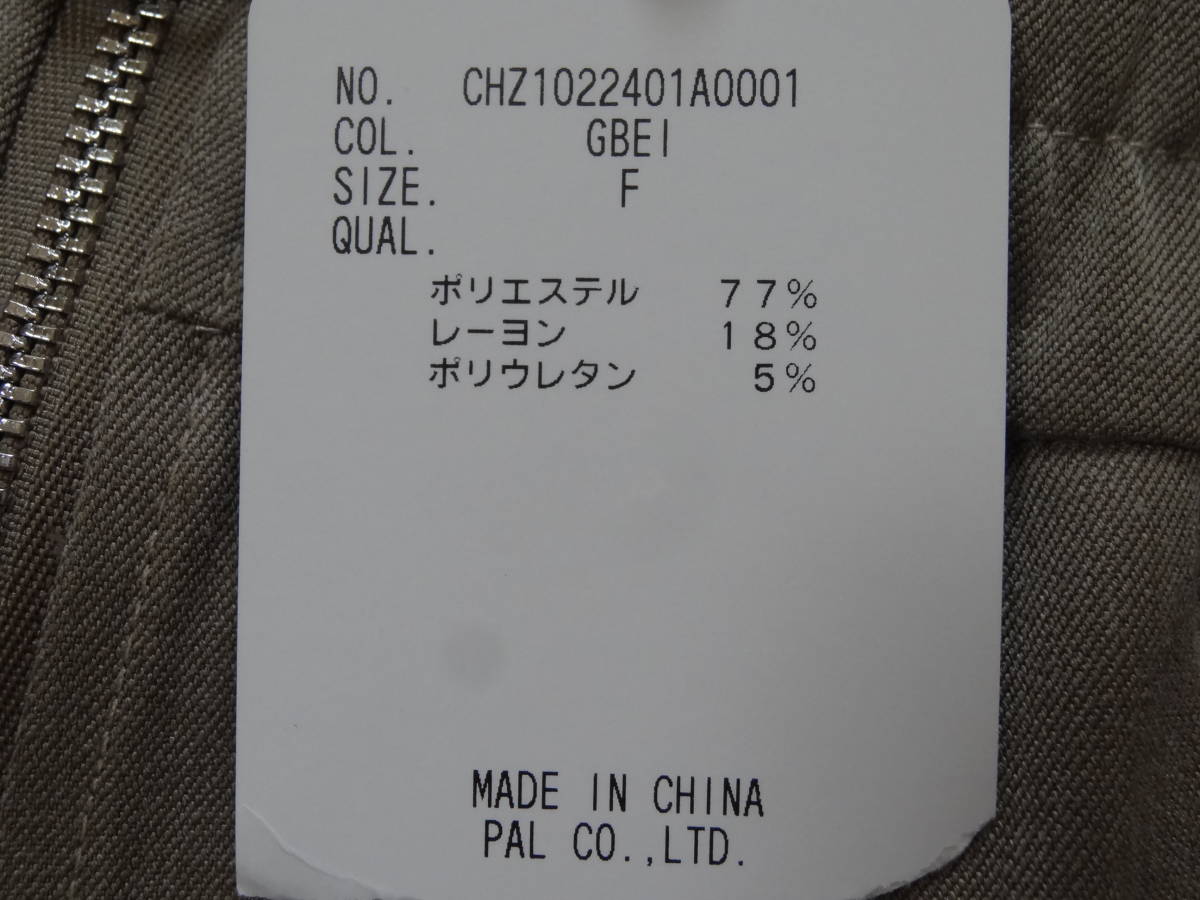 NO. CHZ1022401A0001
COL. GBEI
SIZE. F
QUAL.
ポリエステル 77%
レーヨン 18%
ポリウレタン 5%
MADE IN CHINA
PAL CO.,LTD.